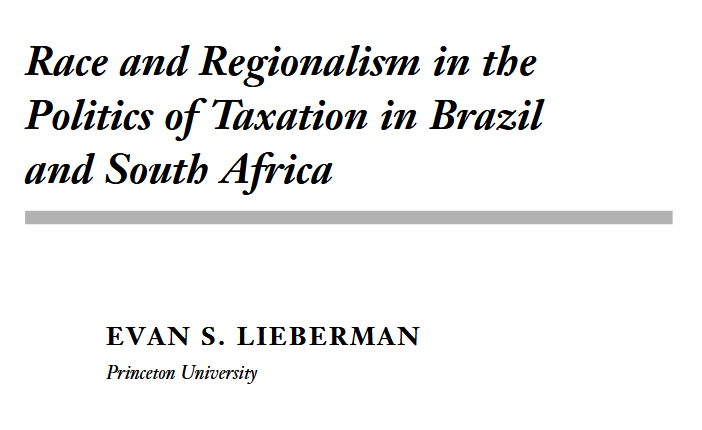 Race and Regionalism in the
Politics of Taxation in Brazil
and South Africa
EVAN S. LIEBERMAN
Princeton University